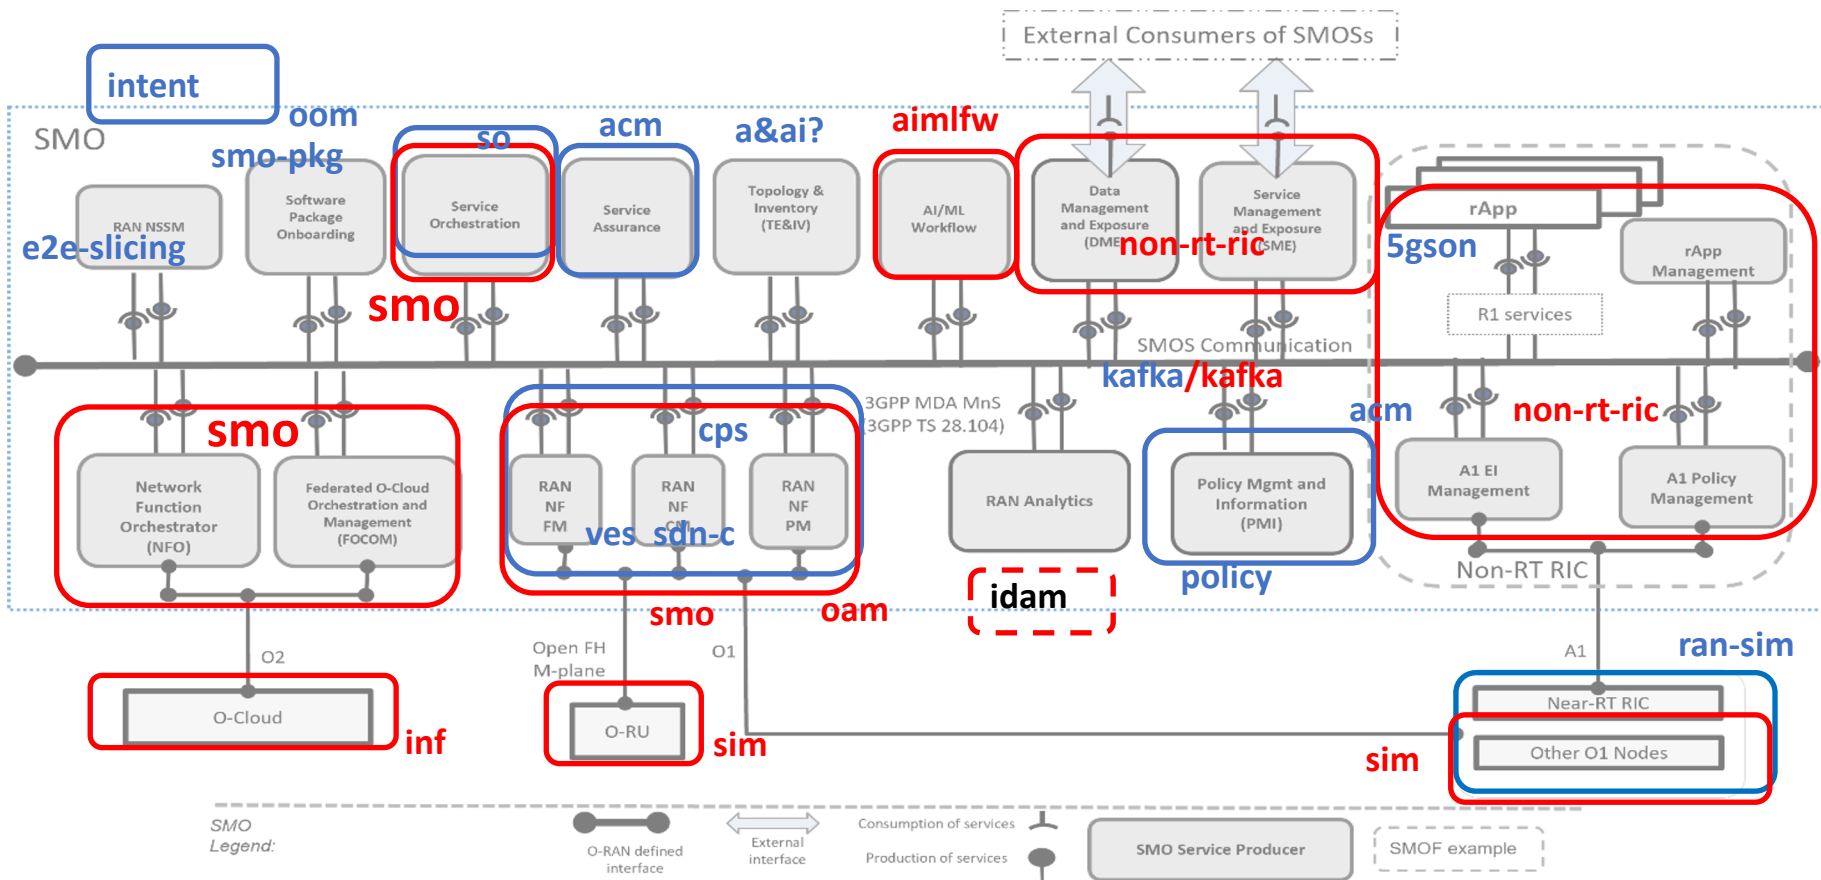 External Consumers of SMOSs
intent
SMO
oom
smo-pkg
so
acm
a&ai?
aimlfw
RAN NSSM
e2e-slicing
Software
Package
Onboarding
Service
Orchestration
Service
Assurance
Topology &
Inventory
(TE&IV)
AI/ML
Workflow
Data
Management
and Exposure
(DME)
Service
Management
and Exposure
(SME)
non-rt-ric
rApp
5gson
rApp
Management
R1 services
smo
SMOS Communication
kafka/kafka
3GPP MDA MnS
(3GPP TS 28.104)
smo
cps
acm
non-rt-ric
Network
Function
Orchestrator
(NFO)
Federated O-Cloud
Orchestration and
Management
(FOCOM)
RAN
NF
FM
RAN
NF
CM
RAN
NF
PM
ves sdn-c
RAN Analytics
Policy Mgmt and
Information
(PMI)
A1 EI
Management
A1 Policy
Management
Non-RT RIC
policy
idam
smo
oam
O2
Open FH
M-plane
O1
A1
ran-sim
O-Cloud
inf
O-RU
sim
sim
Near-RT RIC
Other O1 Nodes
SMO
Legend:
O-RAN defined
interface
External
interface
Consumption of services
Production of services
SMO Service Producer
SMOF example